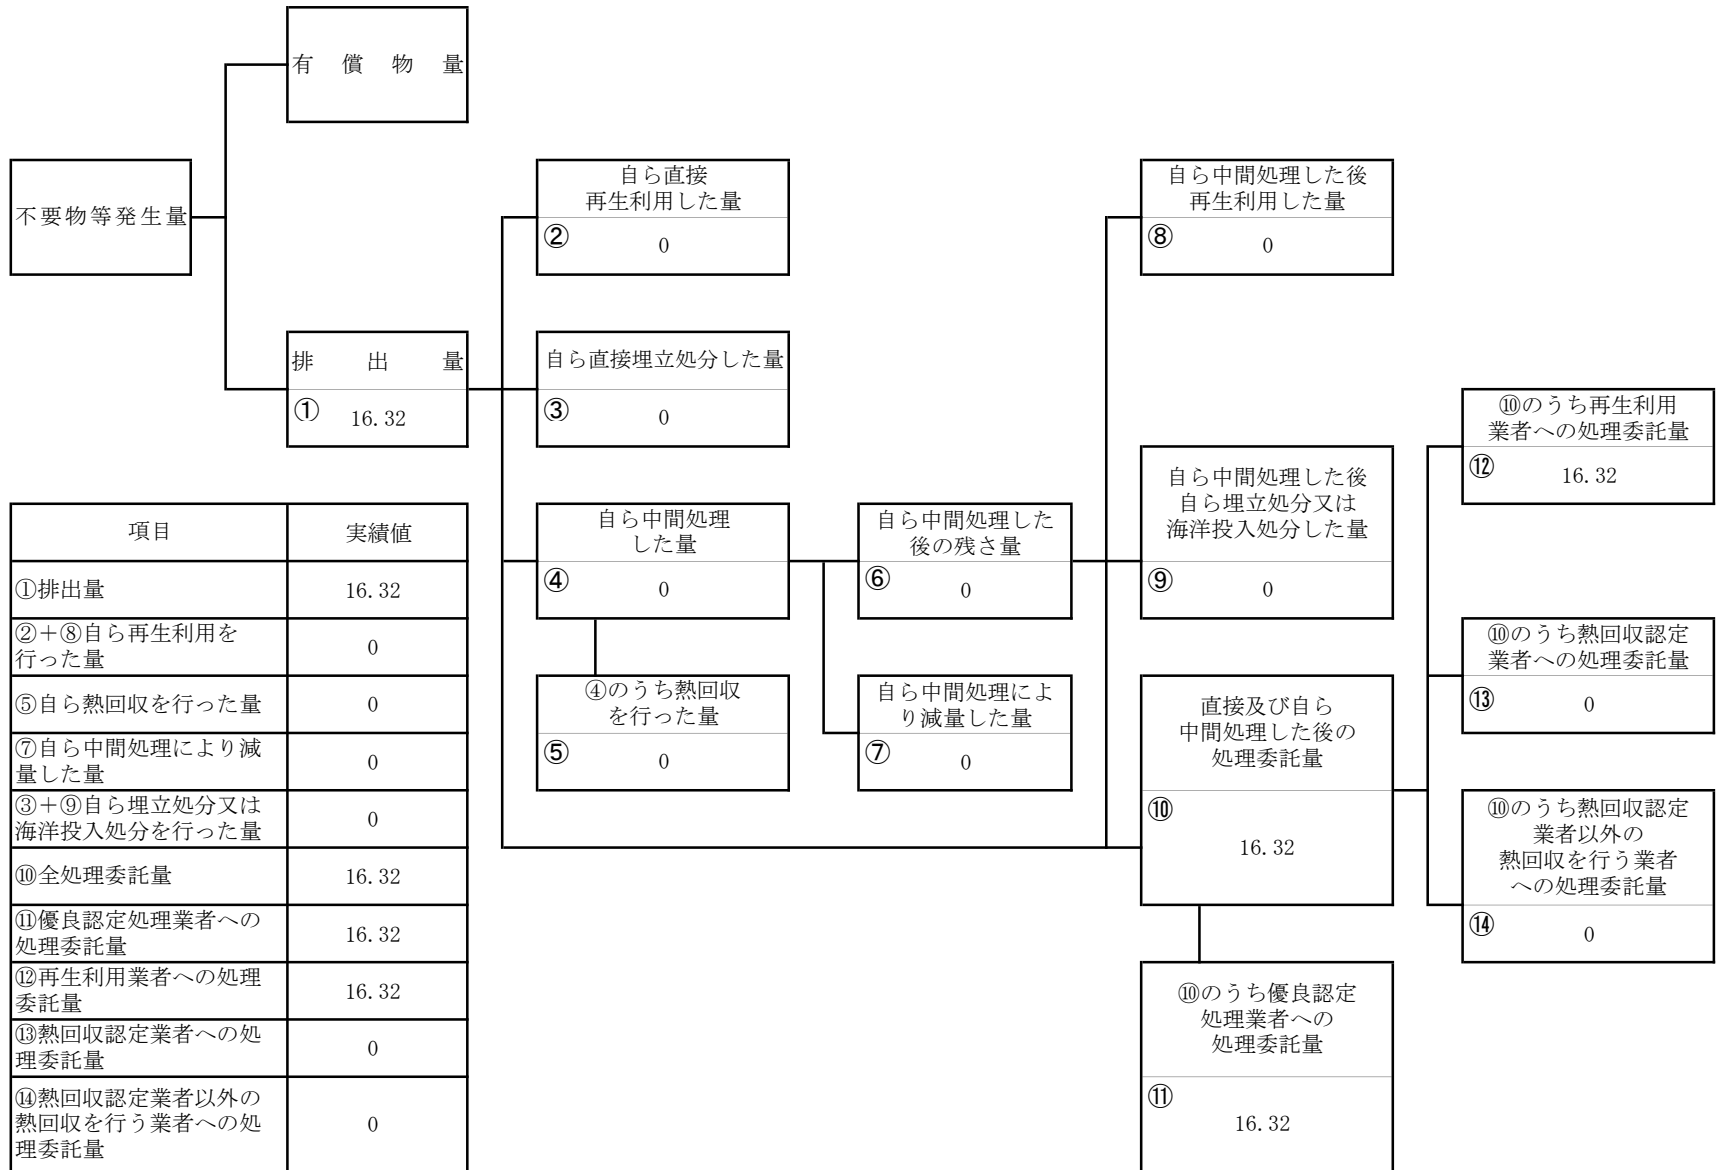 有償物量
不要物等発生量
排出量
① 16.32
自ら直接
再生利用した量
② 0
自ら直接埋立処分した量
③ 0
自ら中間処理
した量
④ 0
④のうち熱回収
を行った量
⑤ 0
自ら中間処理した
後の残さ量
⑥ 0
自ら中間処理によ
り減量した量
⑦ 0
自ら中間処理した後
再生利用した量
⑧ 0
自ら中間処理した後
自ら埋立処分又は
海洋投入処分した量
⑨ 0
直接及び自ら
中間処理した後の
処理委託量
⑩
16.32
⑩のうち優良認定
処理業者への
処理委託量
⑪
16.32
⑩のうち再生利用
業者への処理委託量
⑫ 16.32
⑩のうち熱回収認定
業者への処理委託量
⑬ 0
⑩のうち熱回収認定
業者以外の
熱回収を行う業者
への処理委託量
⑭ 0
項目 実績値
①排出量 16.32
②+⑧自ら再生利用を
行った量 0
⑤自ら熱回収を行った量 0
⑦自ら中間処理により減
量した量 0
③+⑨自ら埋立処分又は
海洋投入処分を行った量 0
⑩全処理委託量 16.32
⑪優良認定処理業者への
処理委託量 16.32
⑫再生利用業者への処理
委託量 16.32
⑬熱回収認定業者への処
理委託量 0
⑭熱回収認定業者以外の
熱回収を行う業者への処
理委託量 0